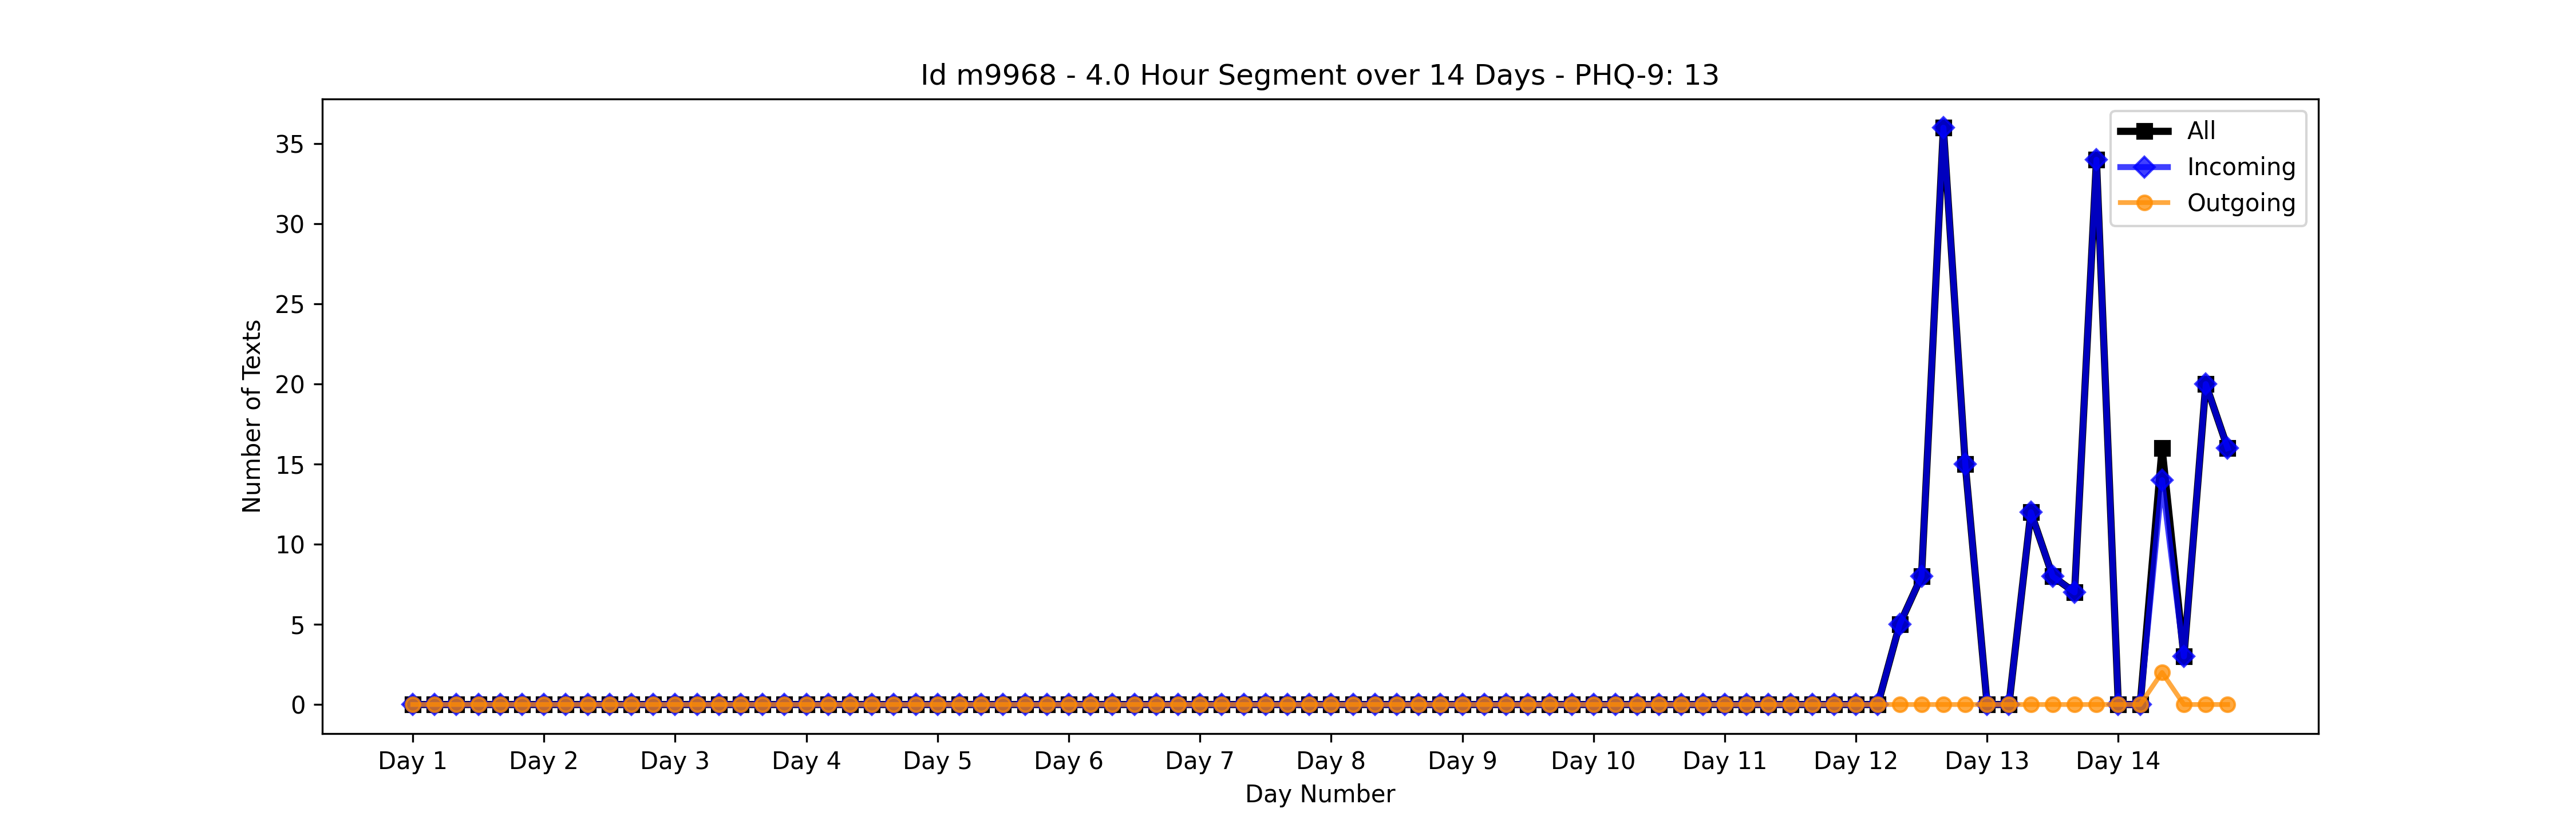 Id m9968 - 4.0 Hour Segment over 14 Days - PHQ-9: 13
All
Incoming
Outgoing
Number of Texts
35
30
25
20
15
10
5
0
Day 1 Day 2 Day 3 Day 4 Day 5 Day 6 Day 7 Day 8 Day 9 Day 10 Day 11 Day 12 Day 13 Day 14
Day Number